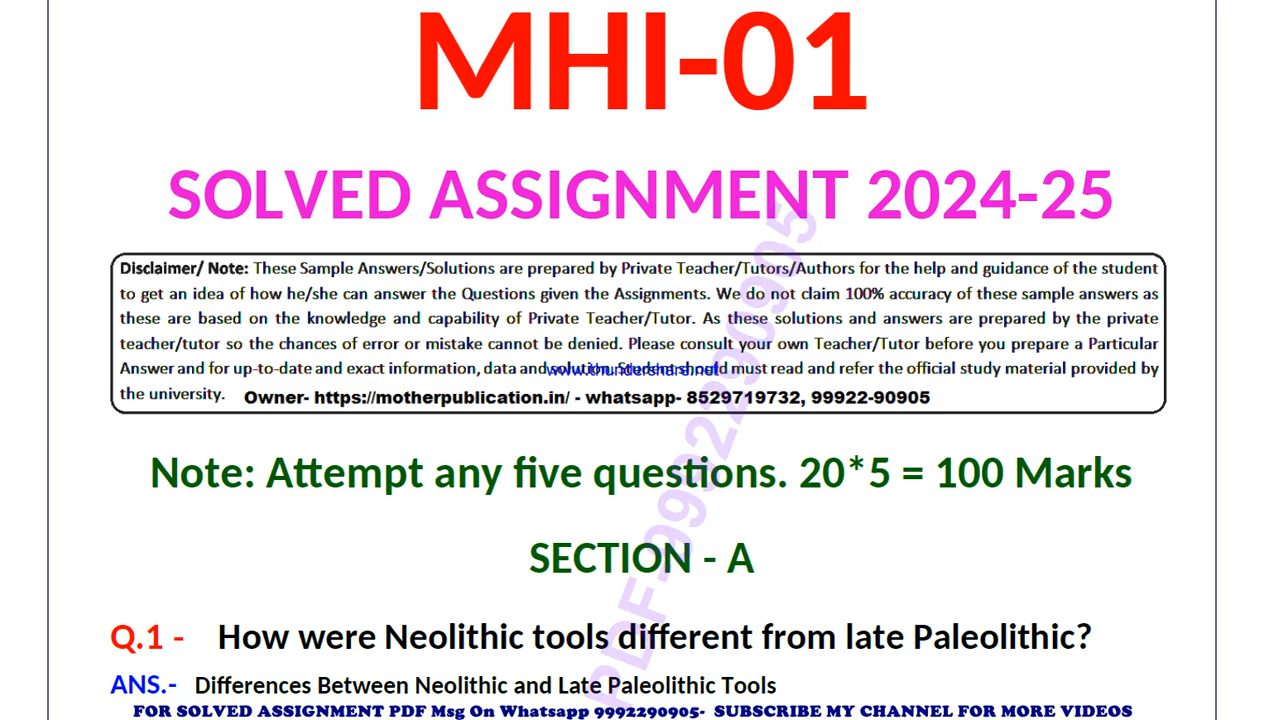 MHI-01
SOLVED ASSIGNMENT 2024-25
Disclaimer/ Note: These Sample Answers/Solutions are prepared by Private Teacher/Tutors/Authors for the help and guidance of the student
to get an idea of how he/she can answer the Questions given the Assignments. We do not claim 100% accuracy of these sample answers as
these are based on the knowledge and capability of Private Teacher/Tutor. As these solutions and answers are prepared by the private
teacher/tutor so the chances of error or mistake cannot be denied. Please consult your own Teacher/Tutor before you prepare a Particular
Answer and for up-to-date and exact information, data and solution. Student should must read and refer the official study material provided by
www.thundershare.net
the university. Owner- https://motherpublication.in/ - whatsapp- 8529719732, 99922-90905
Note: Attempt any five questions. 20*5 = 100 Marks
SECTION - A
Q.1 - How were Neolithic tools different from late Paleolithic?
ANS.- Differences Between Neolithic and Late Paleolithic Tools
FOR SOLVED ASSIGNMENT PDF Msg On Whatsapp 9992290905- SUBSCRIBE MY CHANNEL FOR MORE VIDEOS
PDF-9992290905